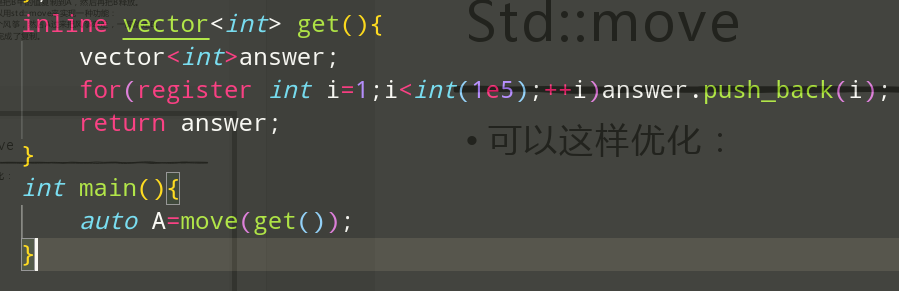 inline vector<int> get(){
Std::move
    vector<int>answer;
    for(register int i=1;i<int(1e5);++i)answer.push_back(i);
    return answer;
• 可以这样优化：
}
int main(){
    auto A=move(get());
}